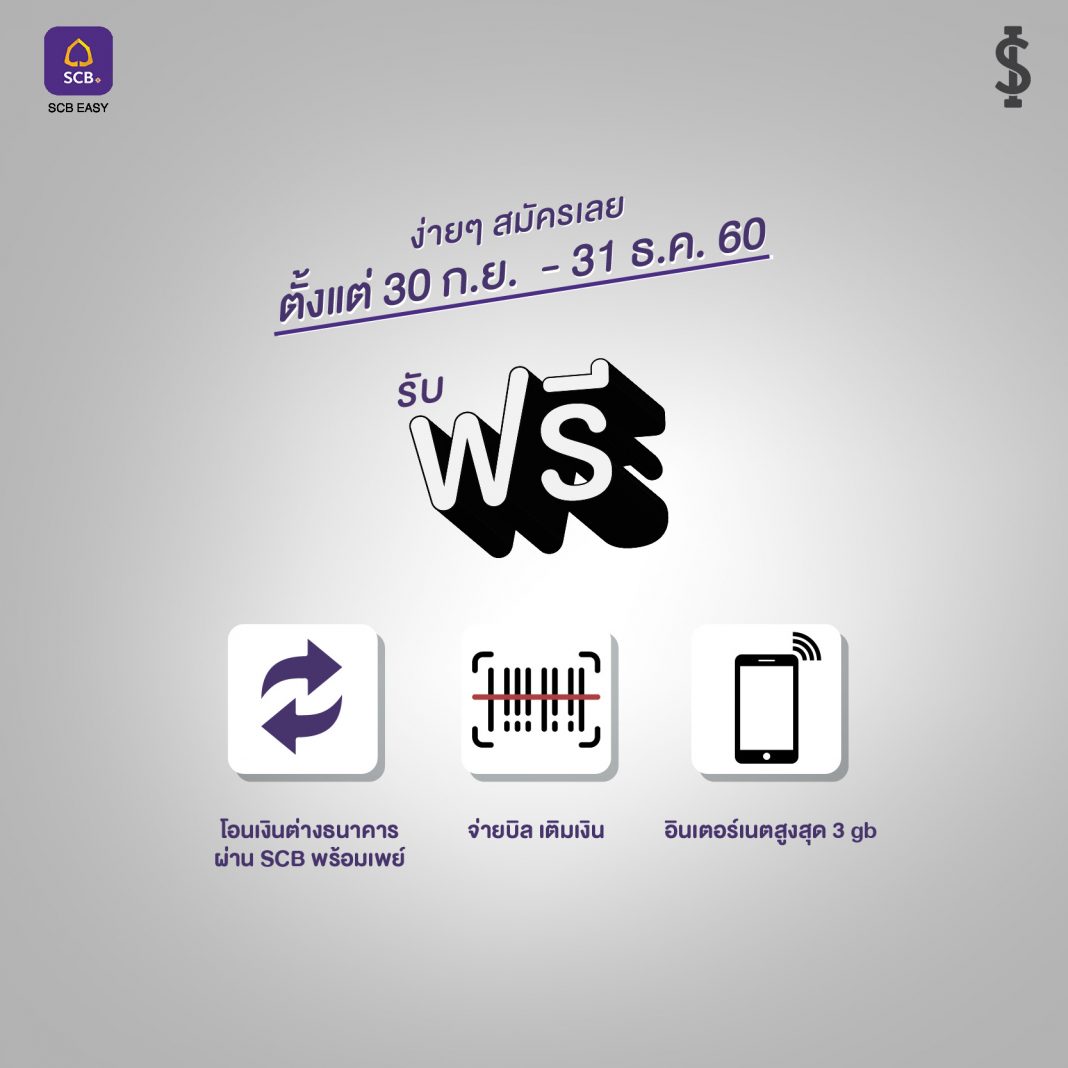 SCB
SCB EASY
ง่ายๆ สมัครเลย
ตั้งแต่ 30 ก.ย. - 31 ธ.ค. 60
รับ
ฟรี
โอนเงินต่างธนาคาร
ผ่าน SCB พร้อมเพย์
จ่ายบิล เติมเงิน
อินเตอร์เนตสูงสุด 3 gb